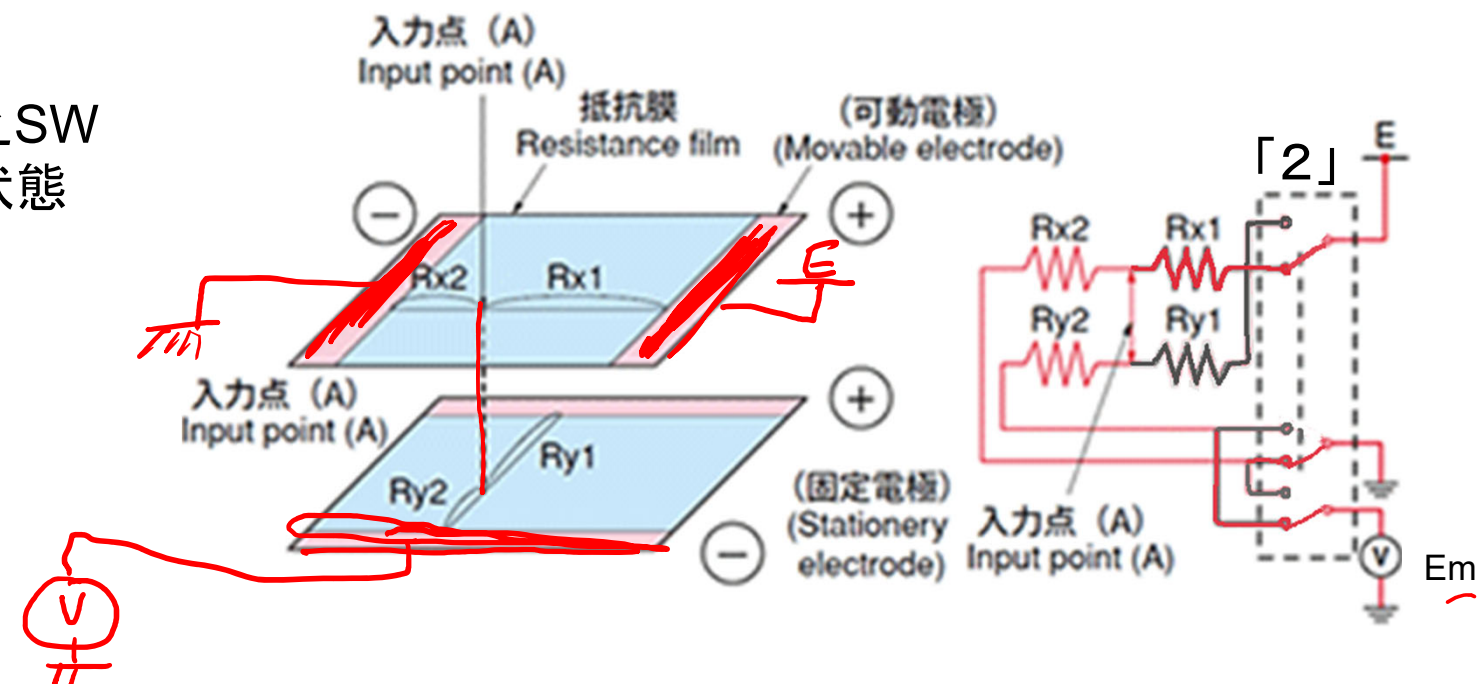 入力点（A）
Input point (A)
SW
状態
抵抗膜
Resistance film
（可動電極）
(Movable electrode)
−
+
E
Rx2
Rx1
入力点（A）
Input point (A)
+
Ry1
Ry2
（固定電極）
(Stationery
electrode)
−
V
「２」
E
Rx2
Rx1
Ry2
Ry1
入力点（A）
Input point (A)
V
Em